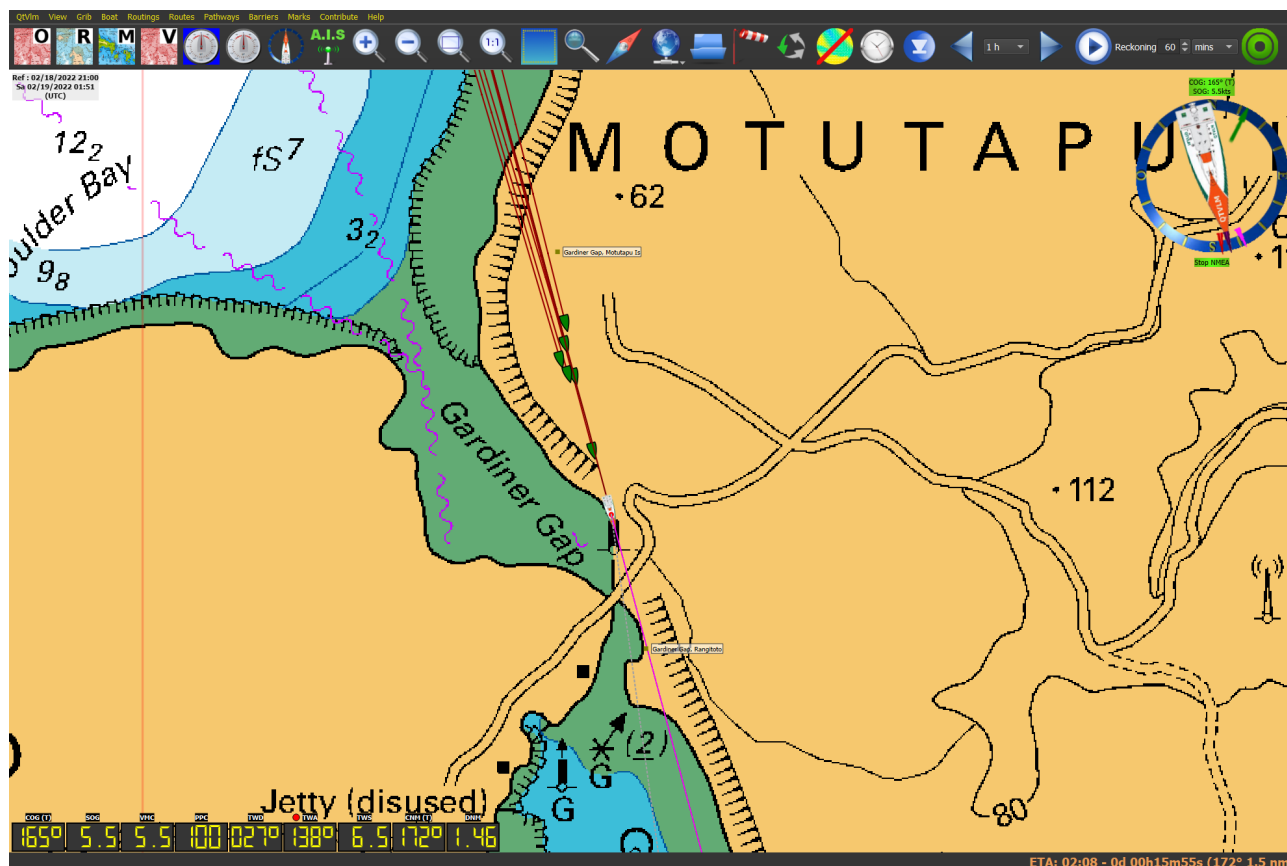 QtVlm View Grib Boat Routings Routes Pathways Barriers Marks Contribute Help
O R M V A.I.S 1:1 1 h Reckoning 60 mins
Ref : 02/18/2022 21:00
Sa 02/19/2022 01:51
(UTC)
COG: 165° (T)
SOG: 5.5kts
MOTUTAPU
12₂
fS⁷
62
oulder Bay
3₂
9₈
Gardiner Gap. Motutapu Is
QTVLM
Stop NMEA
Gardiner Gap
112
Gardiner Gap. Rangitoto
(2)
G
G
Jetty (disused)
80
COG (T) SOG VMC PPC TWD TWA TWS CNM (T) DNM
165° 5.5 5.5 100 027° 138° 6.5 172° 1.46
ETA: 02:08 - 0d 00h15m55s (172° 1.5 nm